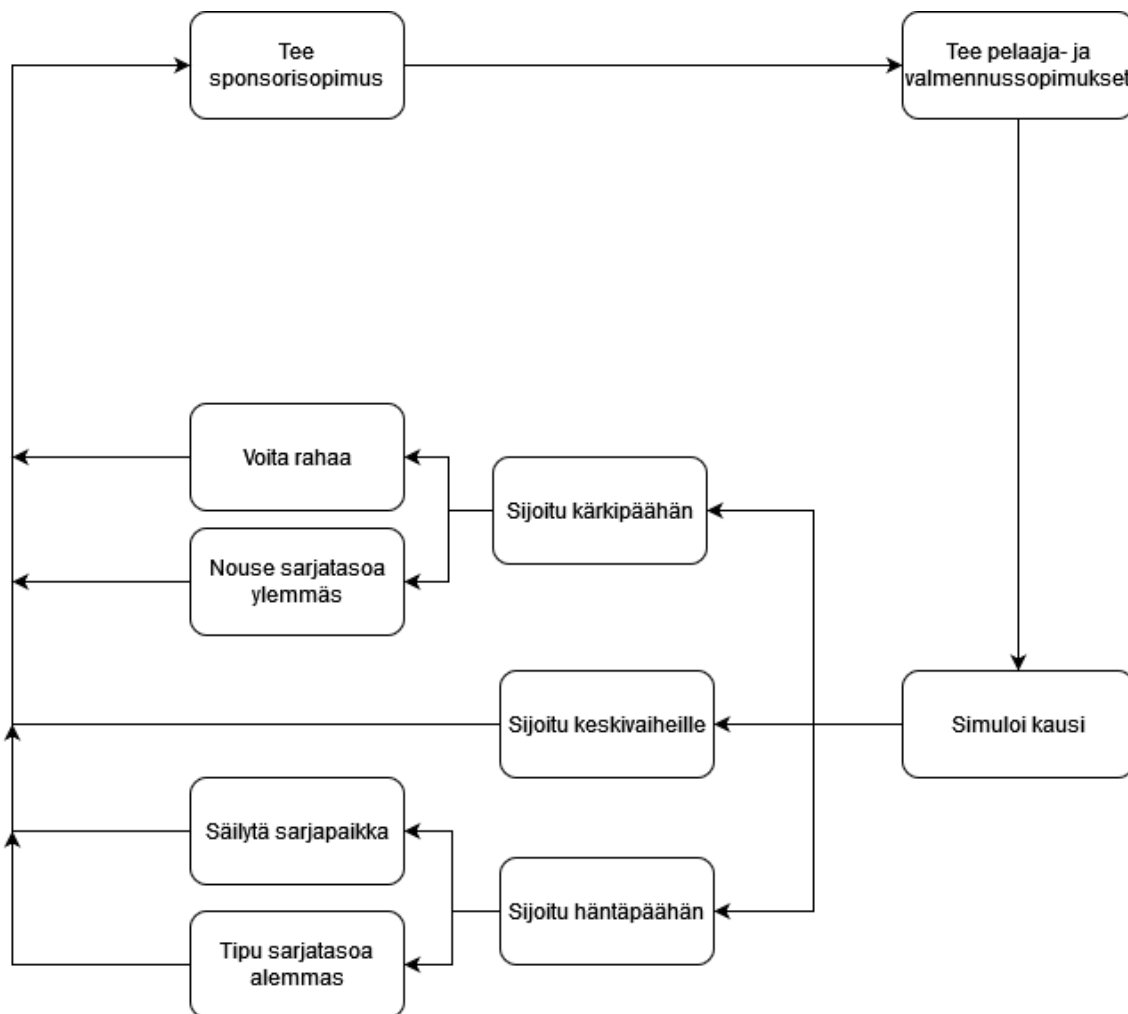 Tee
sponsorisopimus
Tee pelaaja- ja
valmennussopimukset
Voita rahaa
Sijoitu kärkipäähän
Nouse sarjatasoa
ylemmäs
Sijoitu keskivaiheille
Simuloi kausi
Säilytä sarjapaikka
Sijoitu häntäpäähän
Tipu sarjatasoa
alemmas